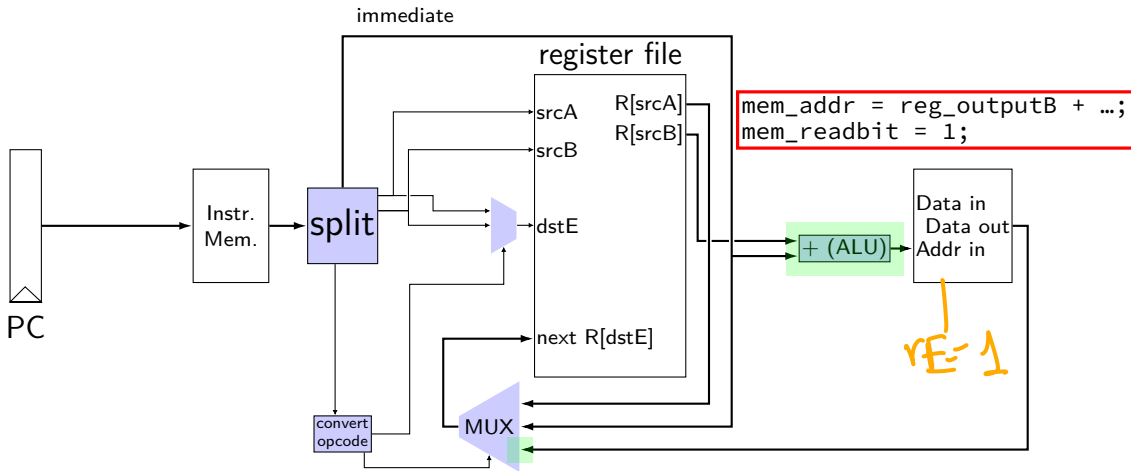 immediate
register file
R[srcA]
R[srcB]
mem_addr = reg_outputB + …;
mem_readbit = 1;
srcA
srcB
Instr.
Mem.
split
dstE
+ (ALU)
Data in
Data out
Addr in
PC
next R[dstE]
rE=1
convert
opcode
MUX